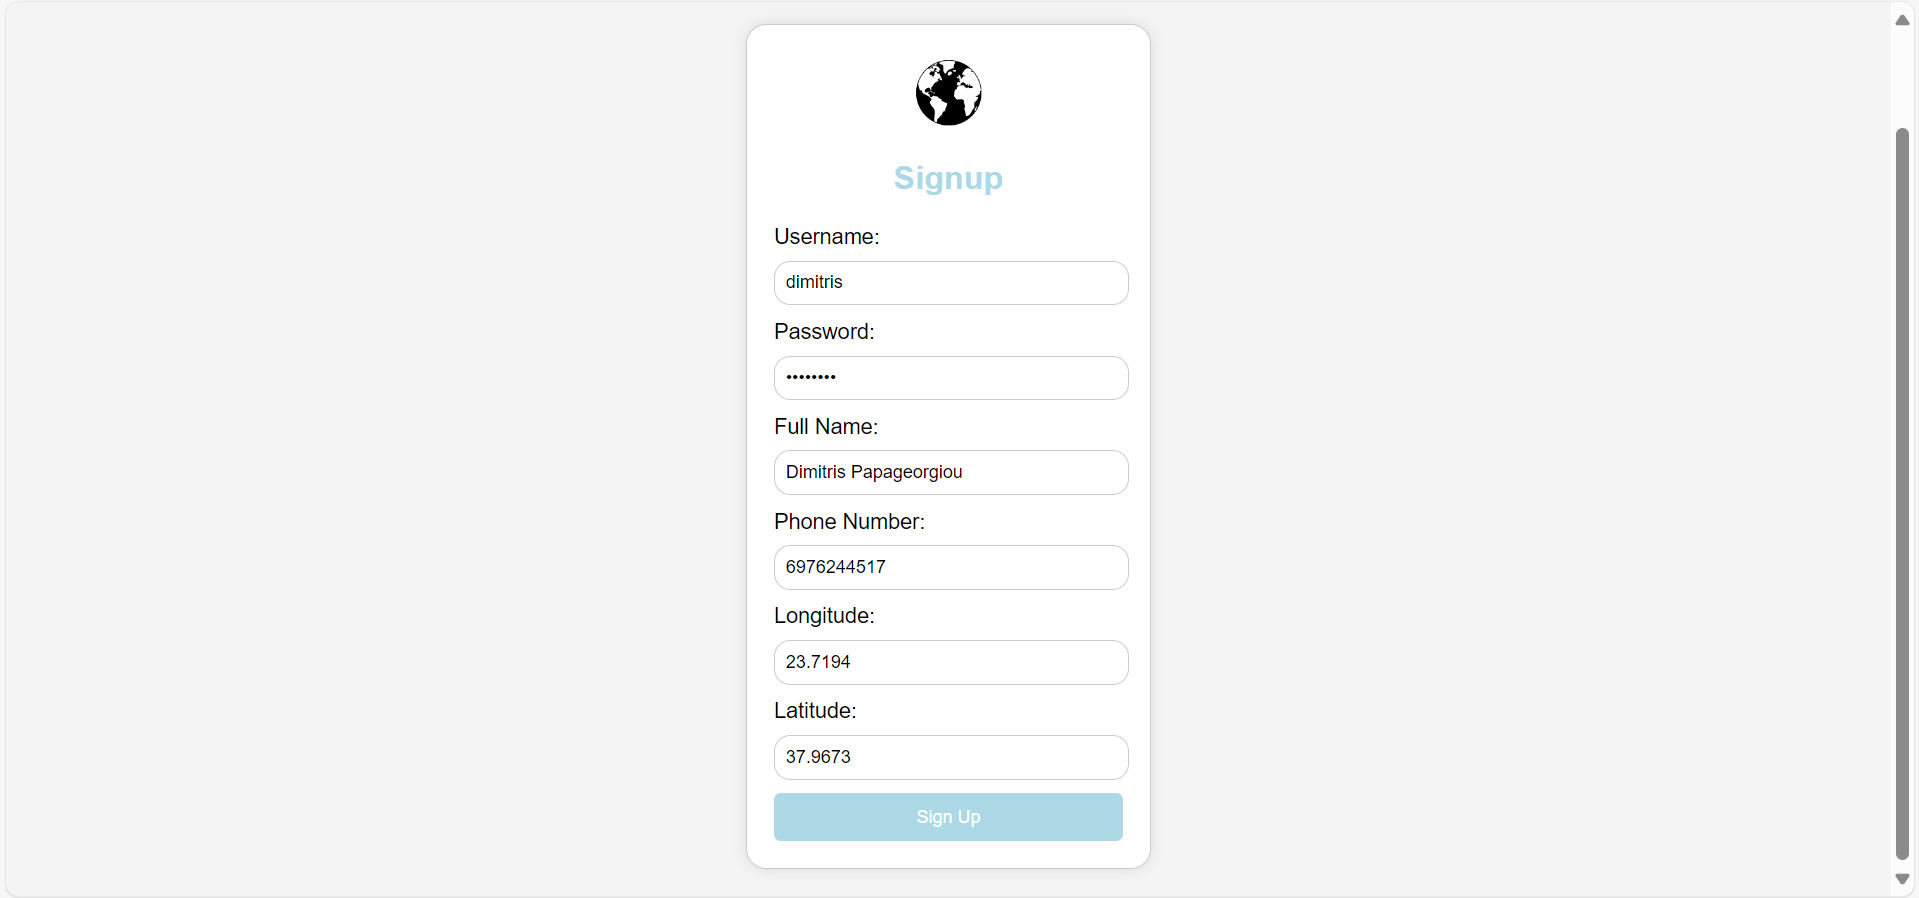 Signup
Username:
dimitris
Password:
••••••••
Full Name:
Dimitris Papageorgiou
Phone Number:
6976244517
Longitude:
23.7194
Latitude:
37.9673
Sign Up